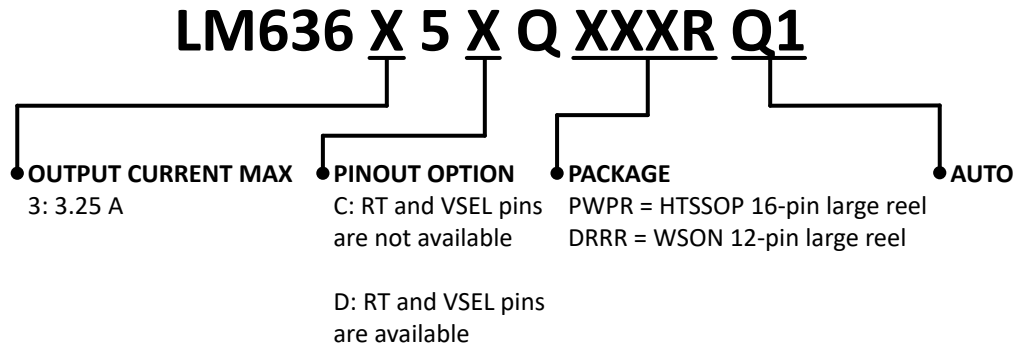 LM636 X 5 X Q XXXR Q1
OUTPUT CURRENT MAX
3: 3.25 A
PINOUT OPTION
C: RT and VSEL pins
are not available
D: RT and VSEL pins
are available
PACKAGE
PWPR = HTSSOP 16-pin large reel
DRRR = WSON 12-pin large reel
AUTO